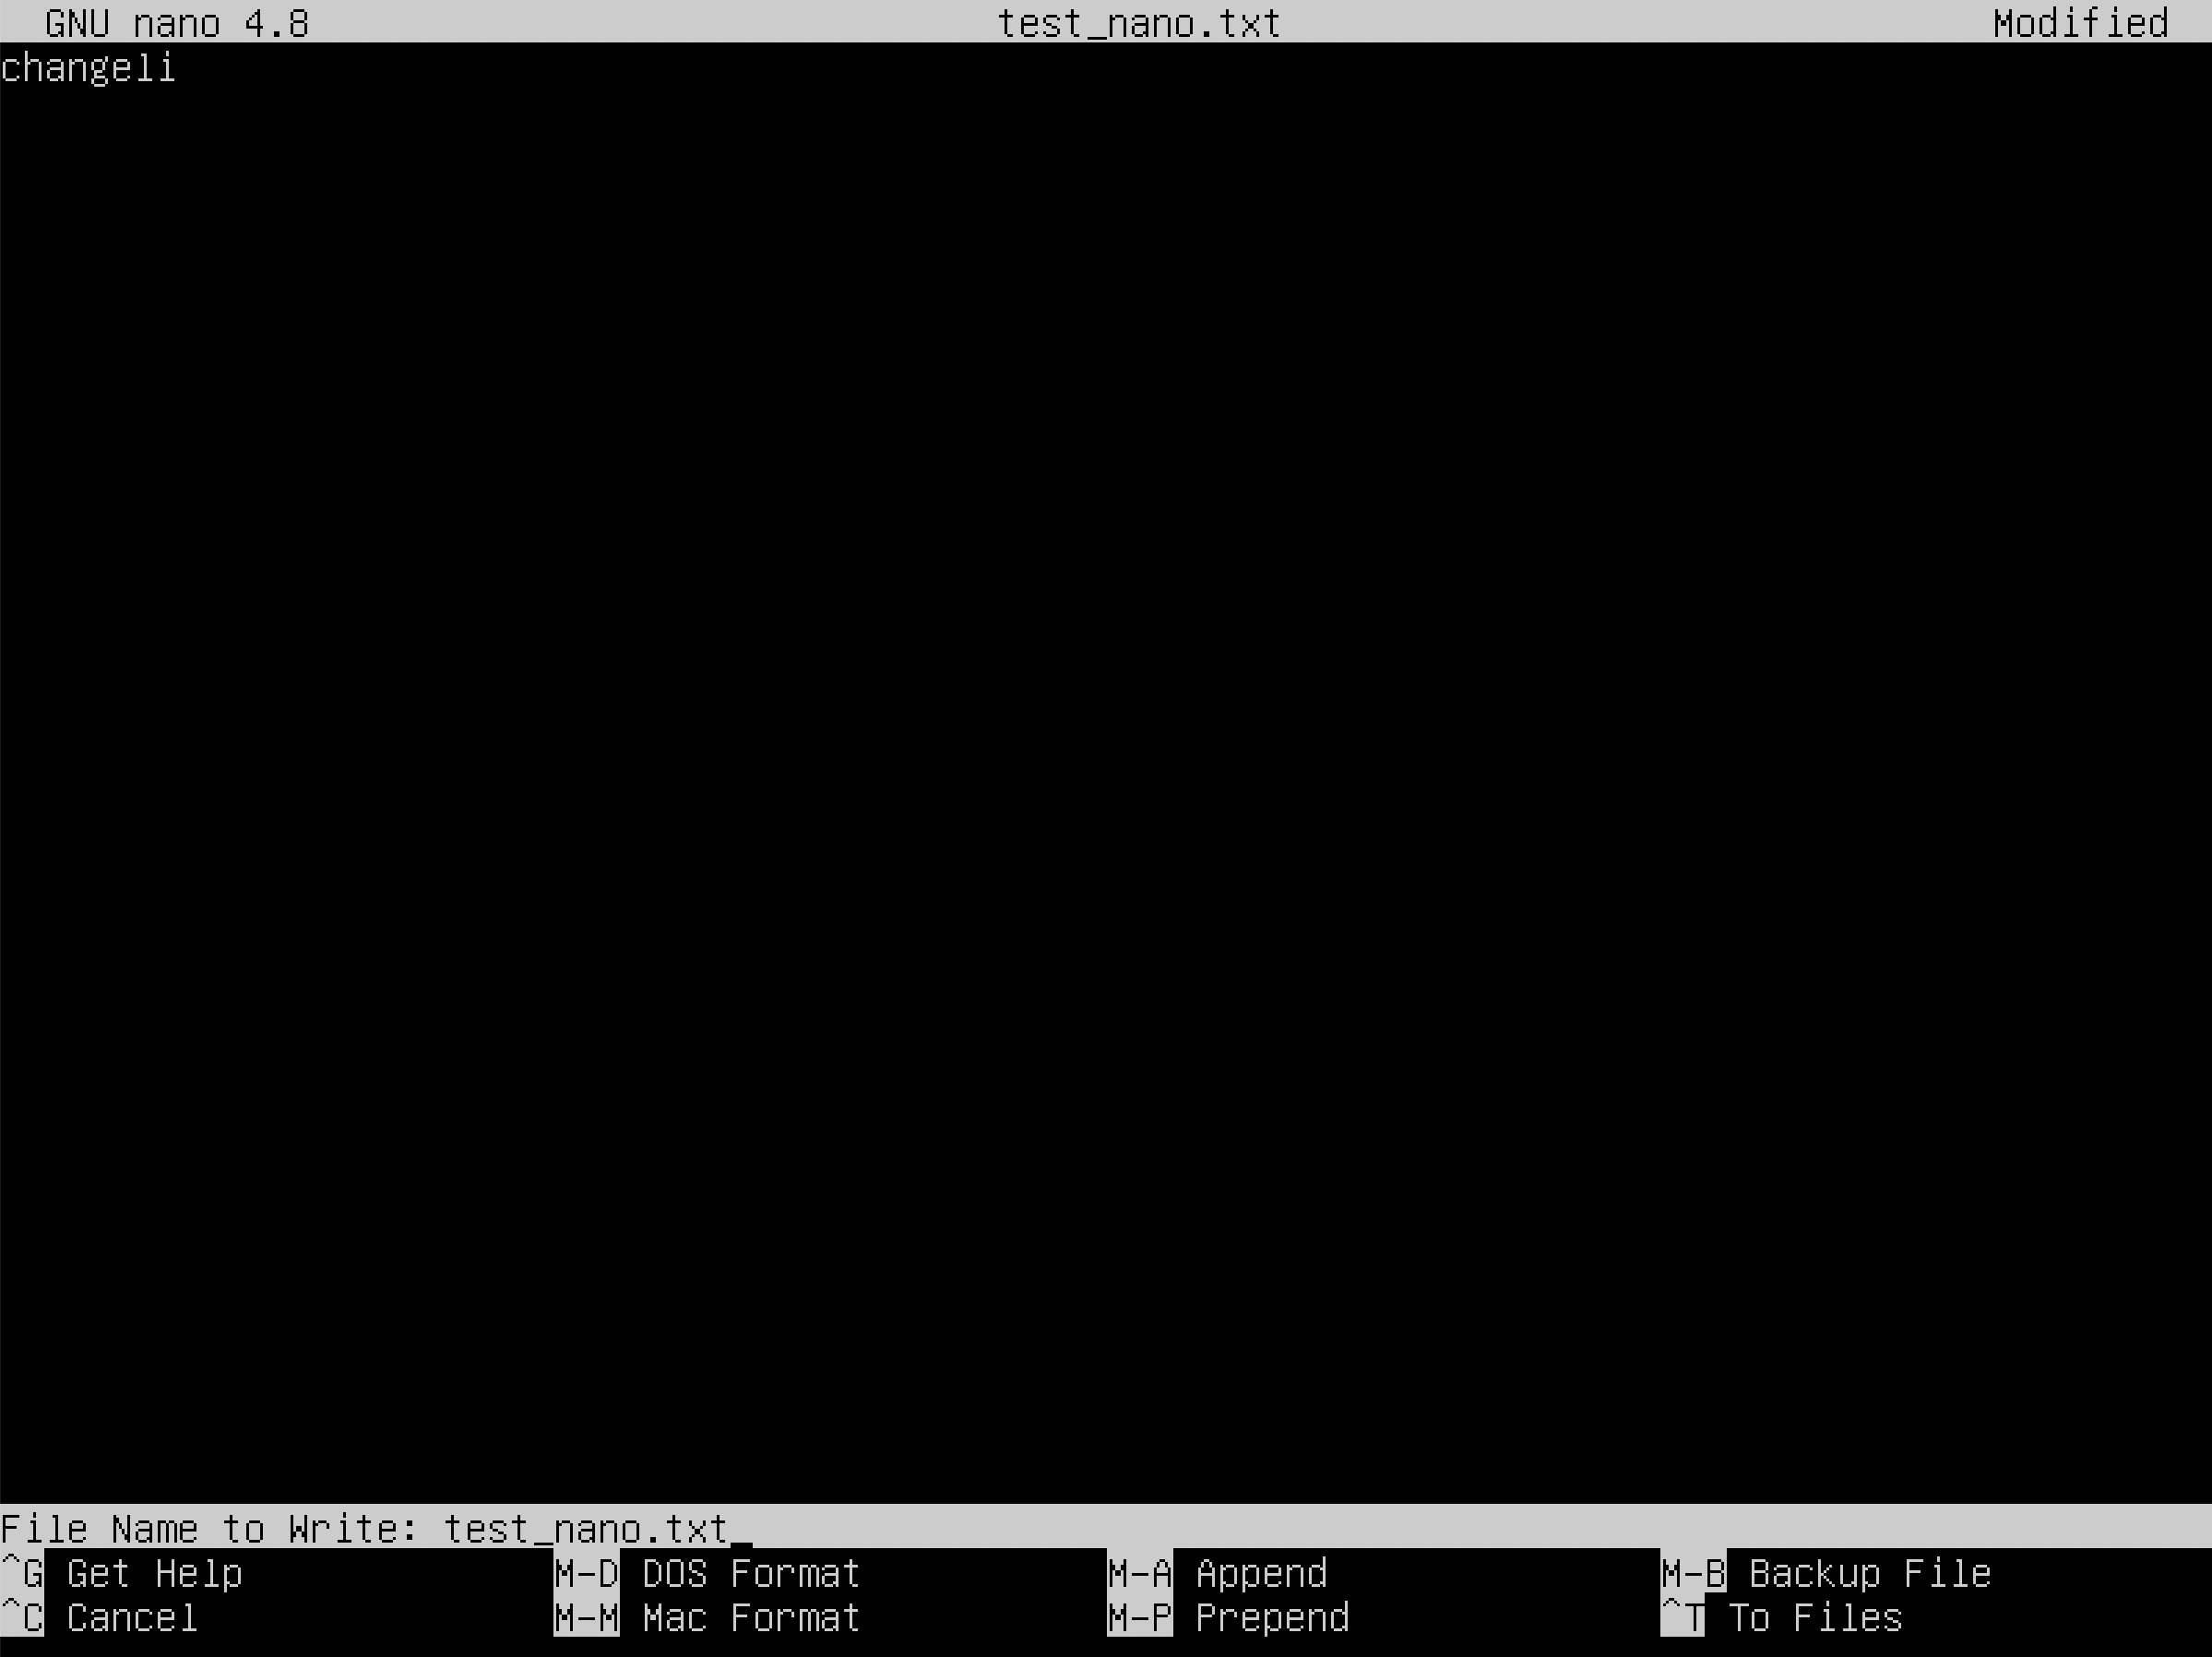 GNU nano 4.8 test_nano.txt Modified
changeli
File Name to Write: test_nano.txt_
^G Get Help M-D DOS Format M-A Append M-B Backup File
^C Cancel M-M Mac Format M-P Prepend ^T To Files